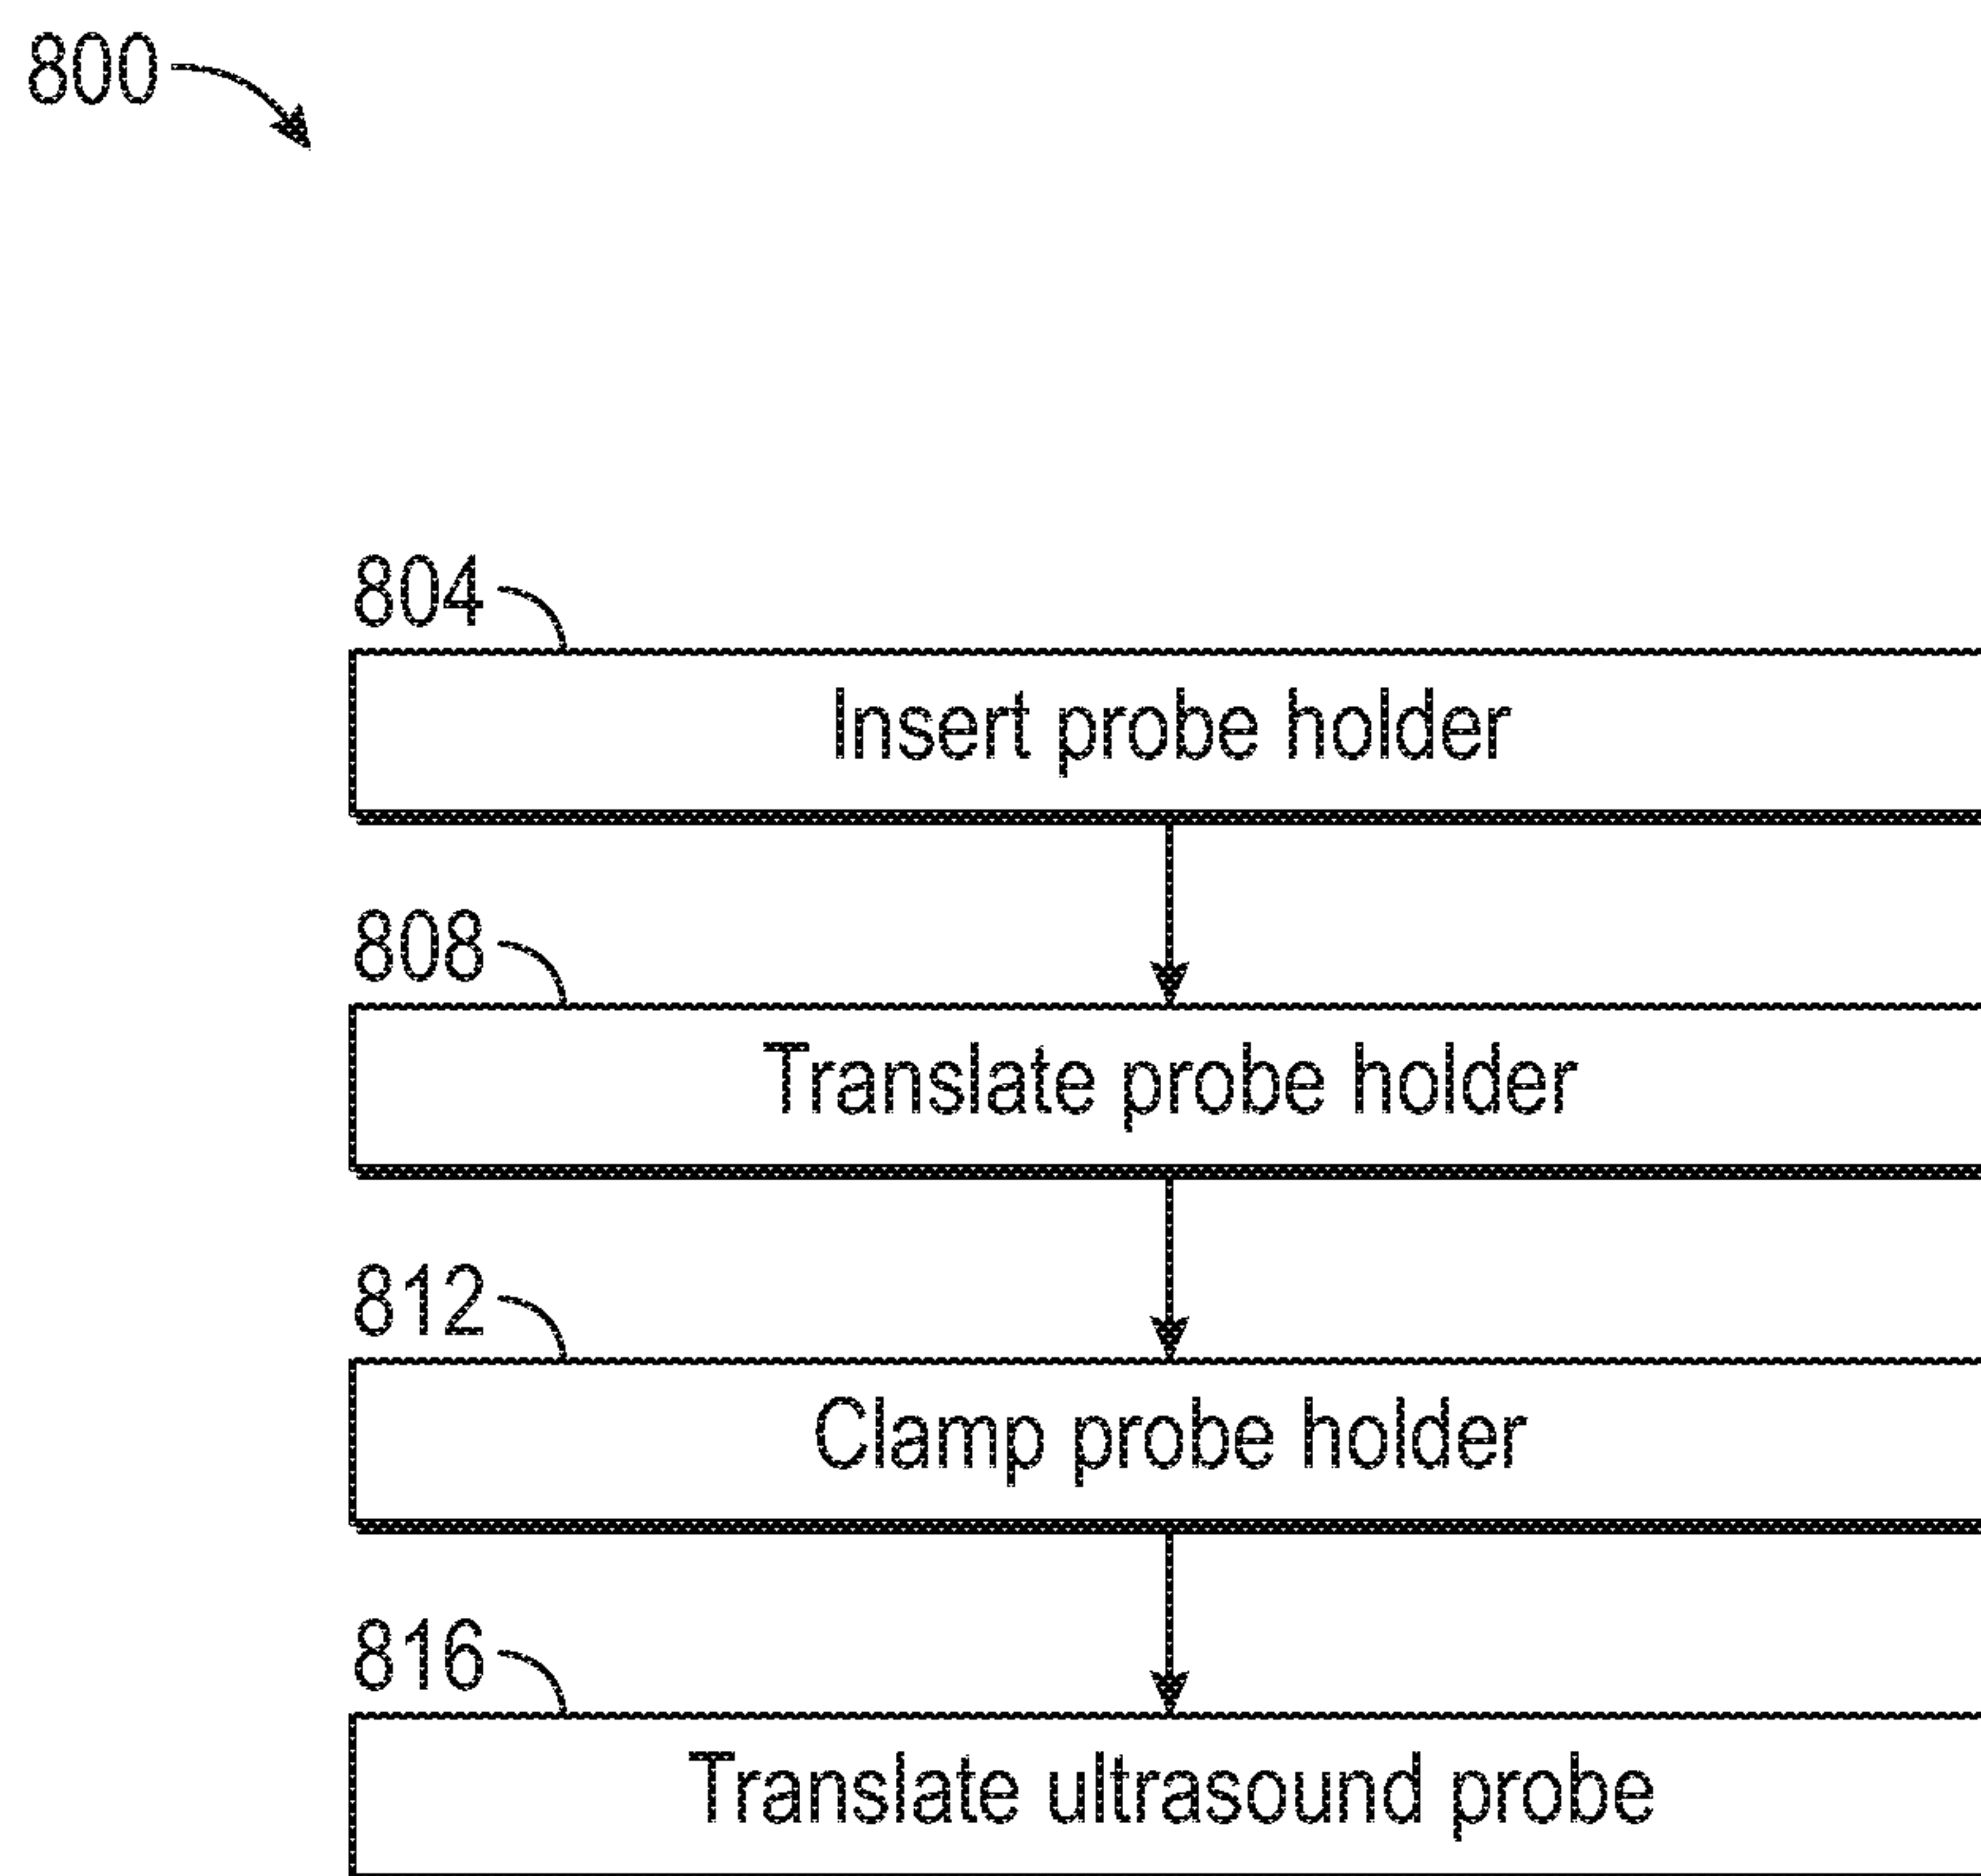 800
804
Insert probe holder
808
Translate probe holder
812
Clamp probe holder
816
Translate ultrasound probe